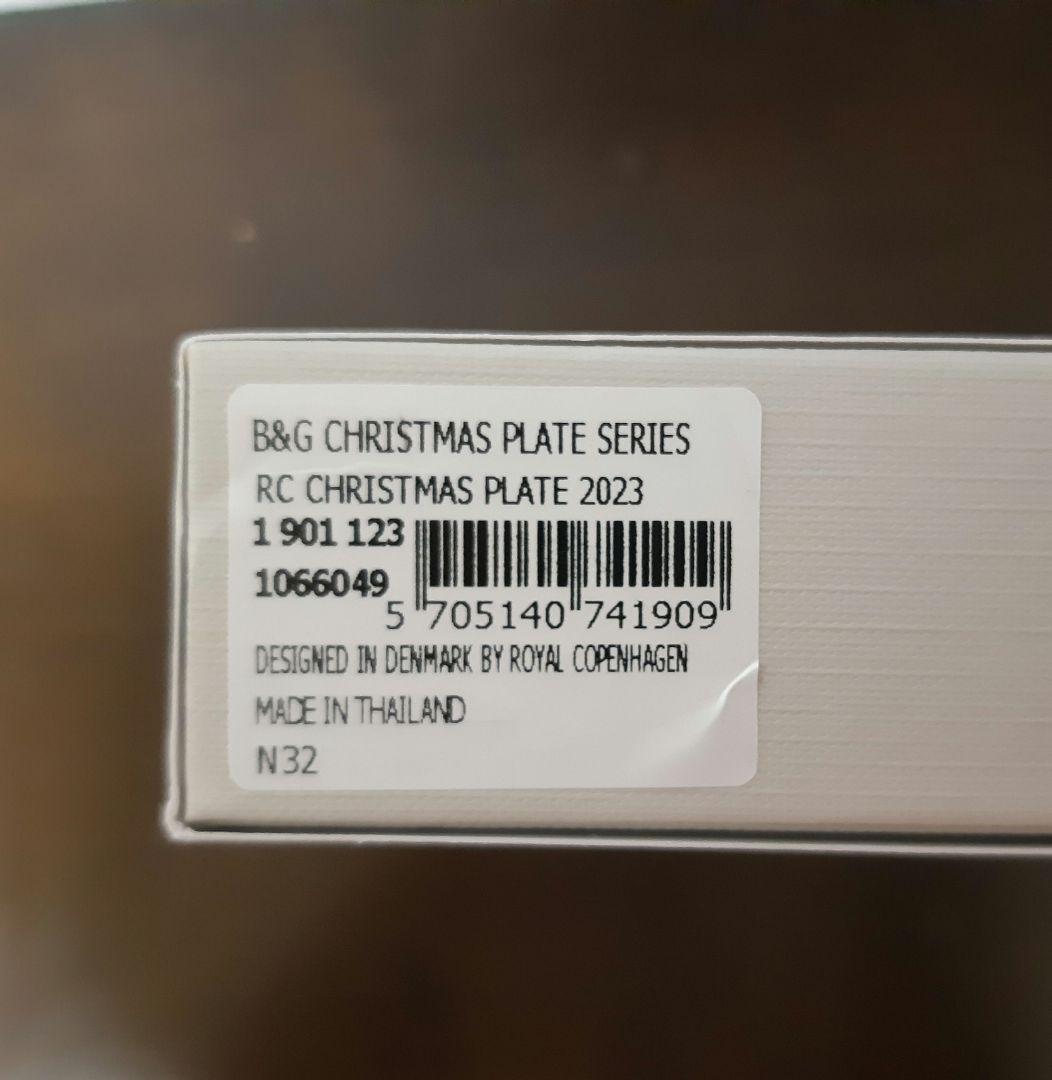 B&G CHRISTMAS PLATE SERIES
RC CHRISTMAS PLATE 2023
1 901 123
1066049
5 705140 741909
DESIGNED IN DENMARK BY ROYAL COPENHAGEN
MADE IN THAILAND
N32